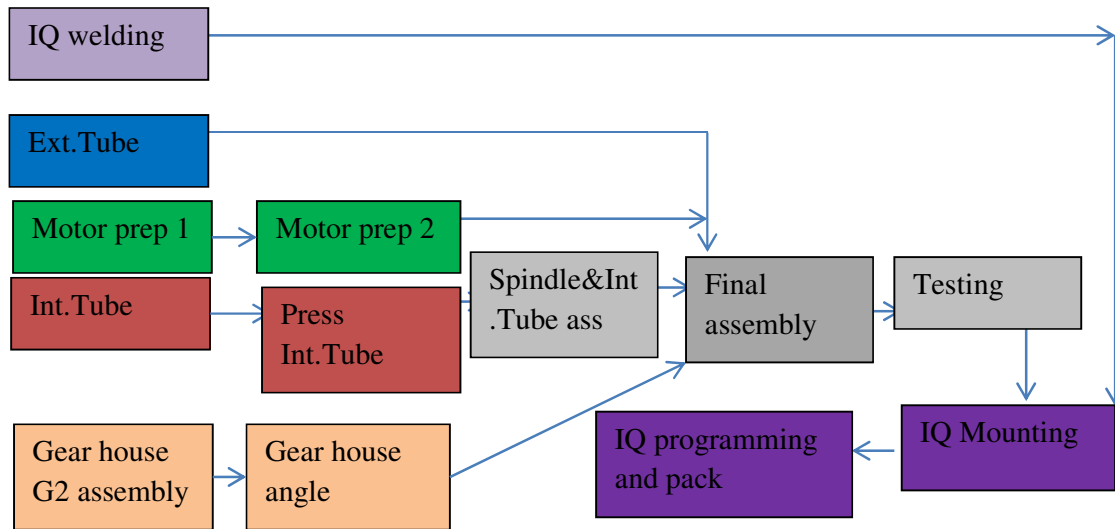 IQ welding
Ext.Tube
Motor prep 1
Motor prep 2
Int.Tube
Press
Int.Tube
Spindle&Int
.Tube ass
Final
assembly
Testing
Gear house
G2 assembly
Gear house
angle
IQ programming
and pack
IQ Mounting